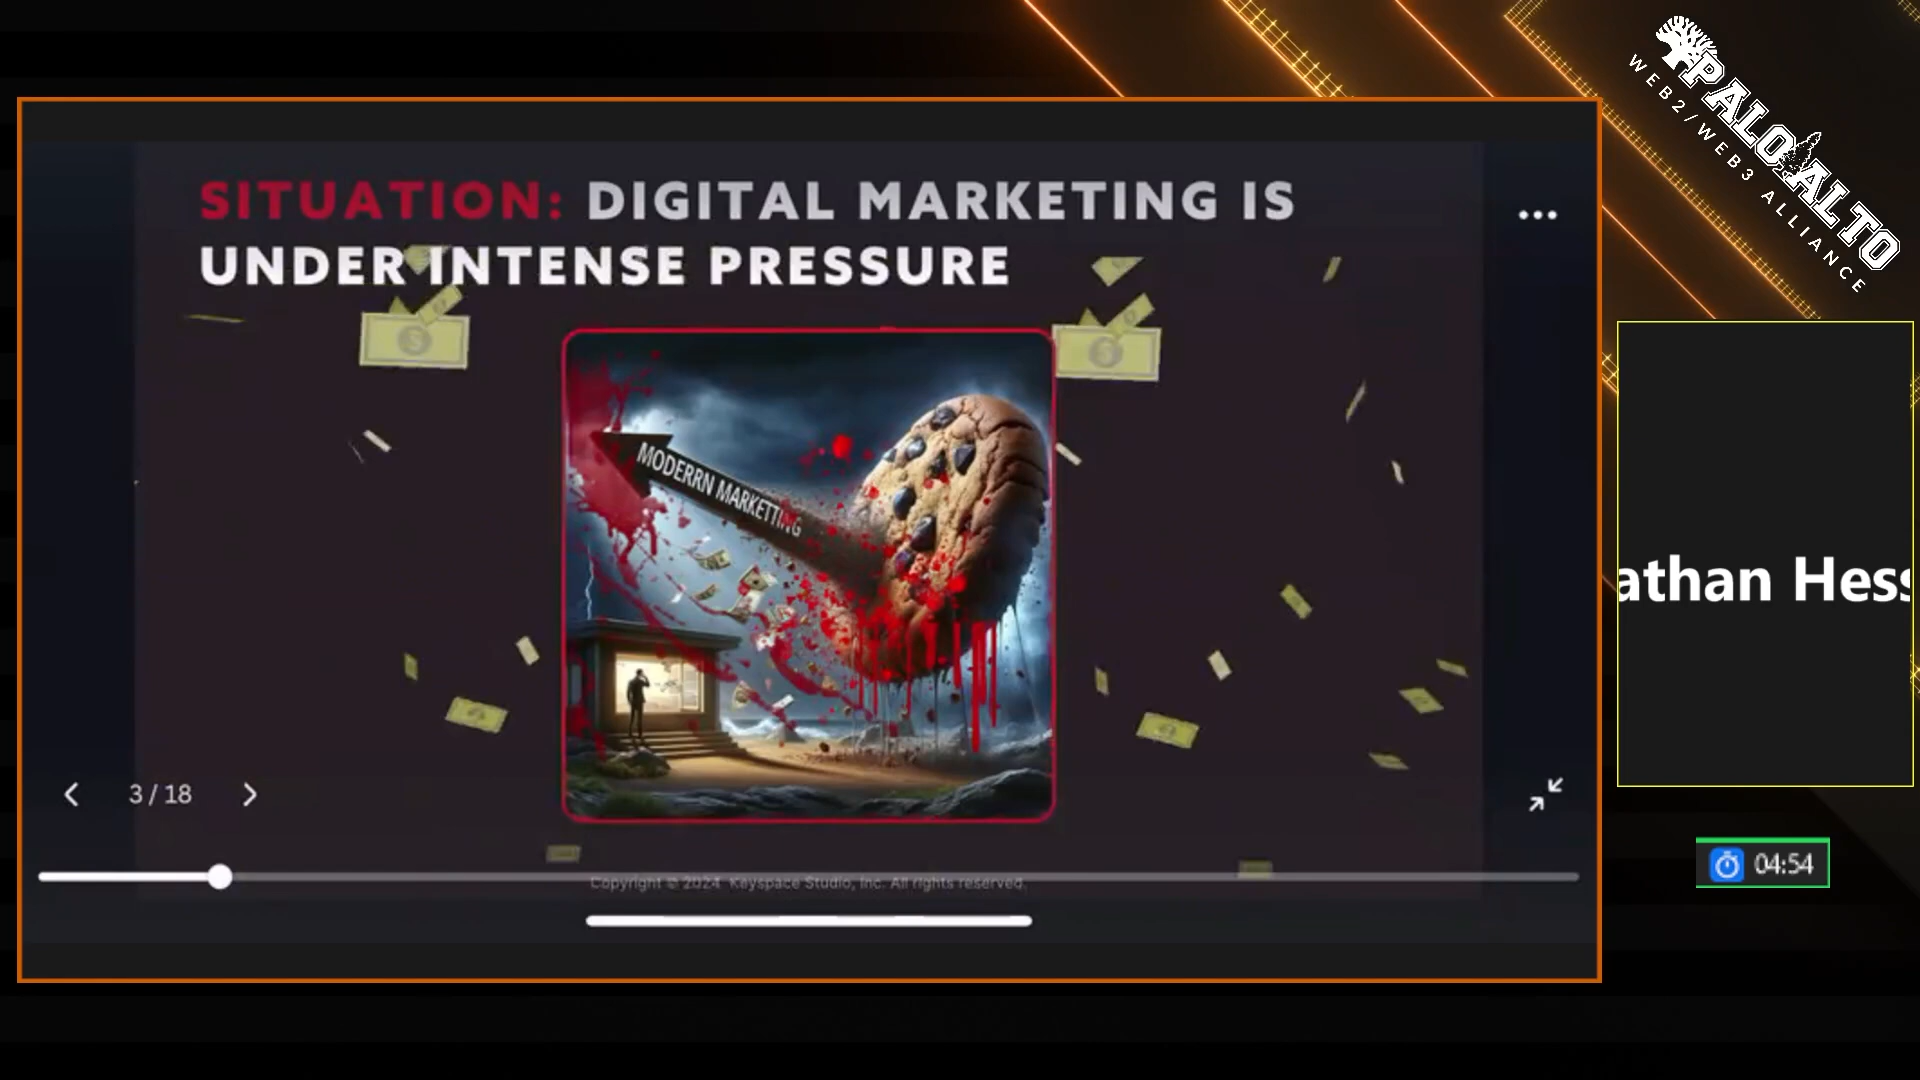 SITUATION: DIGITAL MARKETING IS
UNDER INTENSE PRESSURE
MODERRN MARKETTING
3 / 18
Copyright © 2024 Keyspace Studio, Inc. All rights reserved.
PALO ALTO
WEB2/WEB3 ALLIANCE
athan Hess
04:54